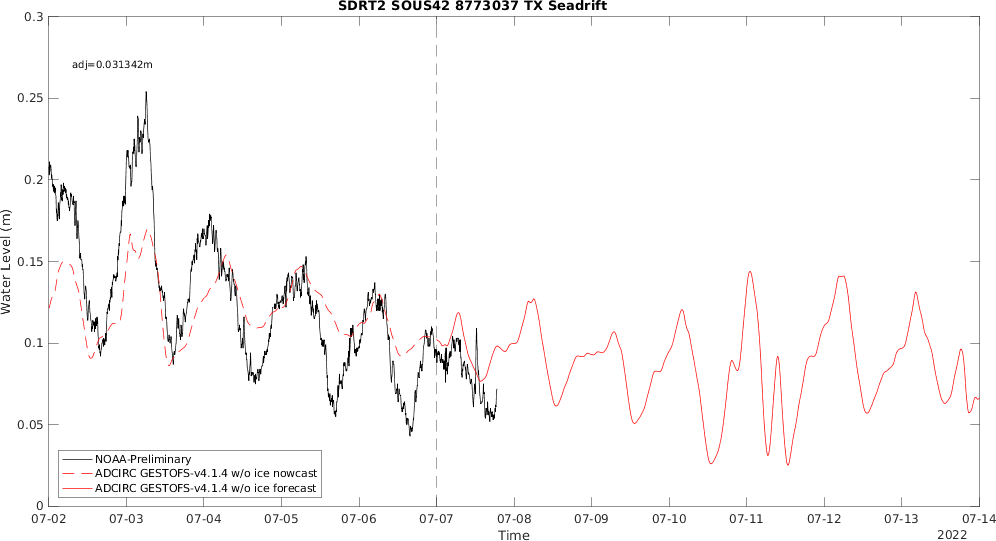 SDRT2 SOUS42 8773037 TX Seadrift
adj=0.031342m
0.3
0.25
0.2
0.15
0.1
0.05
0
Water Level (m)
NOAA-Preliminary
ADCIRC GESTOFS-v4.1.4 w/o ice nowcast
ADCIRC GESTOFS-v4.1.4 w/o ice forecast
07-02 07-03 07-04 07-05 07-06 07-07 07-08 07-09 07-10 07-11 07-12 07-13 07-14
Time
2022